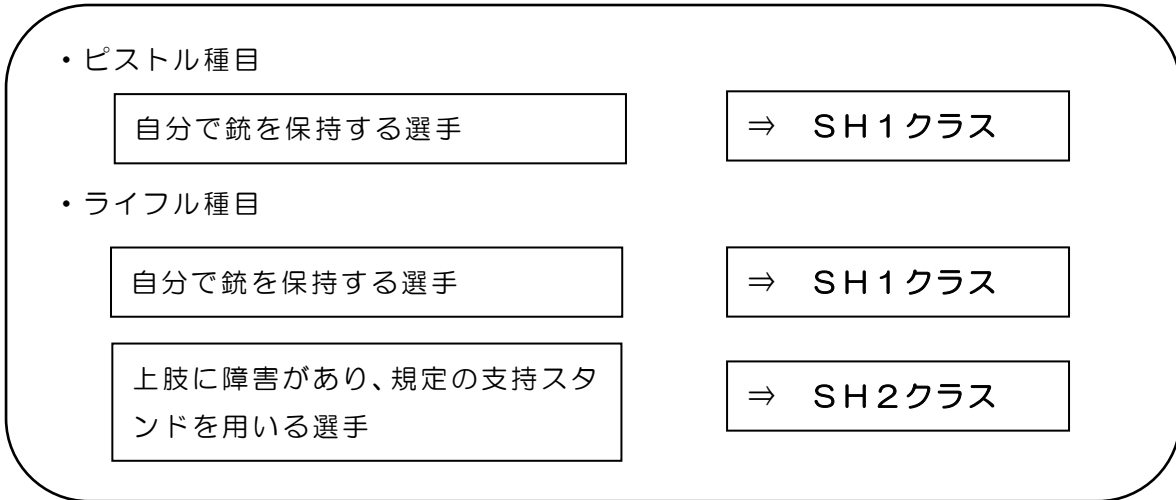 ・ピストル種目
自分で銃を保持する選手
⇒　ＳＨ１クラス
・ライフル種目
自分で銃を保持する選手
⇒　ＳＨ１クラス
上肢に障害があり、規定の支持スタ
ンドを用いる選手
⇒　ＳＨ２クラス